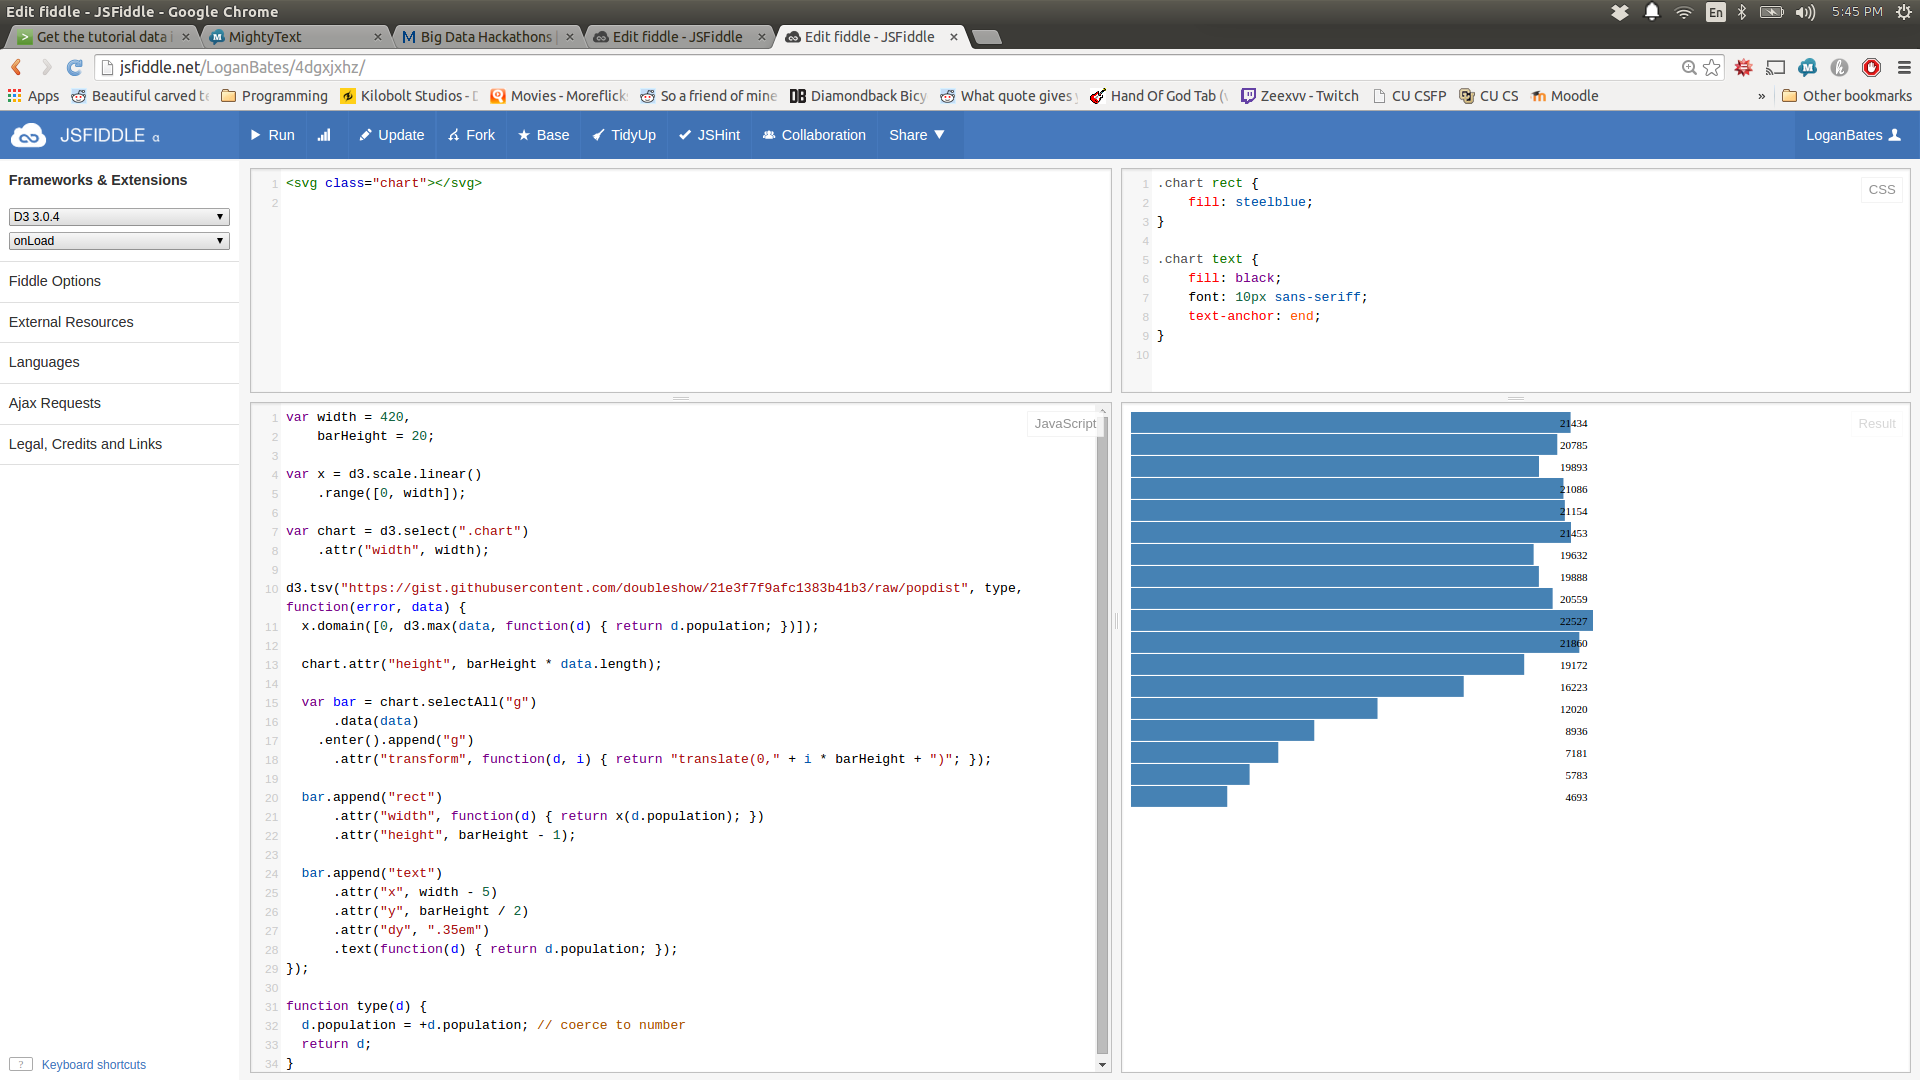 Edit fiddle - JSFiddle - Google Chrome
En 5:45 PM
Get the tutorial data i
MightyText
Big Data Hackathons |
Edit fiddle - JSFiddle
Edit fiddle - JSFiddle
jsfiddle.net/LoganBates/4dgxjxhz/
Apps Beautiful carved t Programming Kilobolt Studios - Movies - Moreflick So a friend of mine Diamondback Bicy What quote gives Hand Of God Tab ( Zeexvv - Twitch CU CSFP CU CS Moodle » Other bookmarks
JSFIDDLE α Run Update Fork Base TidyUp JSHint Collaboration Share LoganBates
Frameworks & Extensions
D3 3.0.4
onLoad
Fiddle Options
External Resources
Languages
Ajax Requests
Legal, Credits and Links
? Keyboard shortcuts
1 <svg class="chart"></svg>
2
CSS
1 .chart rect {
2 fill: steelblue;
3 }
4
5 .chart text {
6 fill: black;
7 font: 10px sans-seriff;
8 text-anchor: end;
9 }
10
JavaScript
1 var width = 420,
2 barHeight = 20;
3
4 var x = d3.scale.linear()
5 .range([0, width]);
6
7 var chart = d3.select(".chart")
8 .attr("width", width);
9
10 d3.tsv("https://gist.githubusercontent.com/doubleshow/21e3f7f9afc1383b41b3/raw/popdist", type,
function(error, data) {
11 x.domain([0, d3.max(data, function(d) { return d.population; })]);
12
13 chart.attr("height", barHeight * data.length);
14
15 var bar = chart.selectAll("g")
16 .data(data)
17 .enter().append("g")
18 .attr("transform", function(d, i) { return "translate(0," + i * barHeight + ")"; });
19
20 bar.append("rect")
21 .attr("width", function(d) { return x(d.population); })
22 .attr("height", barHeight - 1);
23
24 bar.append("text")
25 .attr("x", width - 5)
26 .attr("y", barHeight / 2)
27 .attr("dy", ".35em")
28 .text(function(d) { return d.population; });
29 });
30
31 function type(d) {
32 d.population = +d.population; // coerce to number
33 return d;
34 }
Result
21434
20785
19893
21086
21154
21453
19632
19888
20559
22527
21860
19172
16223
12020
8936
7181
5783
4693